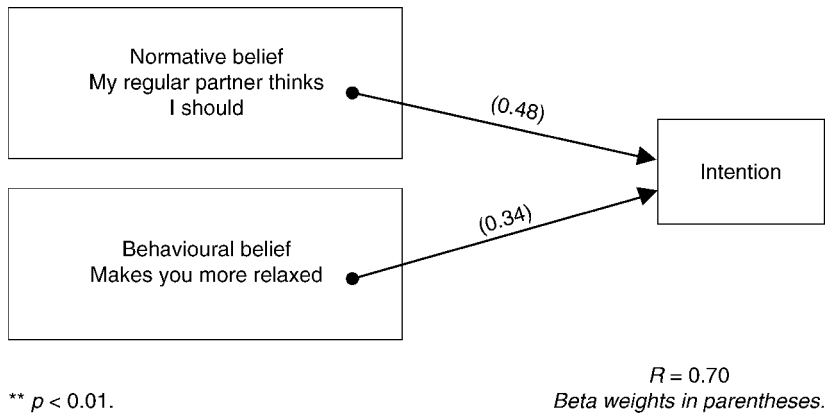 Normative belief
My regular partner thinks
I should
(0.48)
Intention
Behavioural belief
Makes you more relaxed
(0.34)
** p < 0.01.
R = 0.70
Beta weights in parentheses.